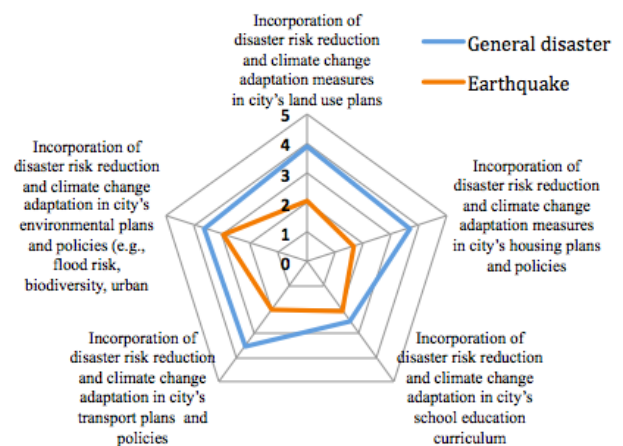 Incorporation of
disaster risk reduction
and climate change
adaptation measures
in city's land use plans
General disaster
Earthquake
5
4
3
2
1
0
Incorporation of
disaster risk reduction
and climate change
adaptation measures
in city's housing plans
and policies
Incorporation of
disaster risk reduction
and climate change
adaptation in city's
school education
curriculum
Incorporation of
disaster risk reduction
and climate change
adaptation in city's
transport plans and
policies
Incorporation of
disaster risk reduction
and climate change
adaptation in city's
environmental plans
and policies (e.g.,
flood risk,
biodiversity, urban